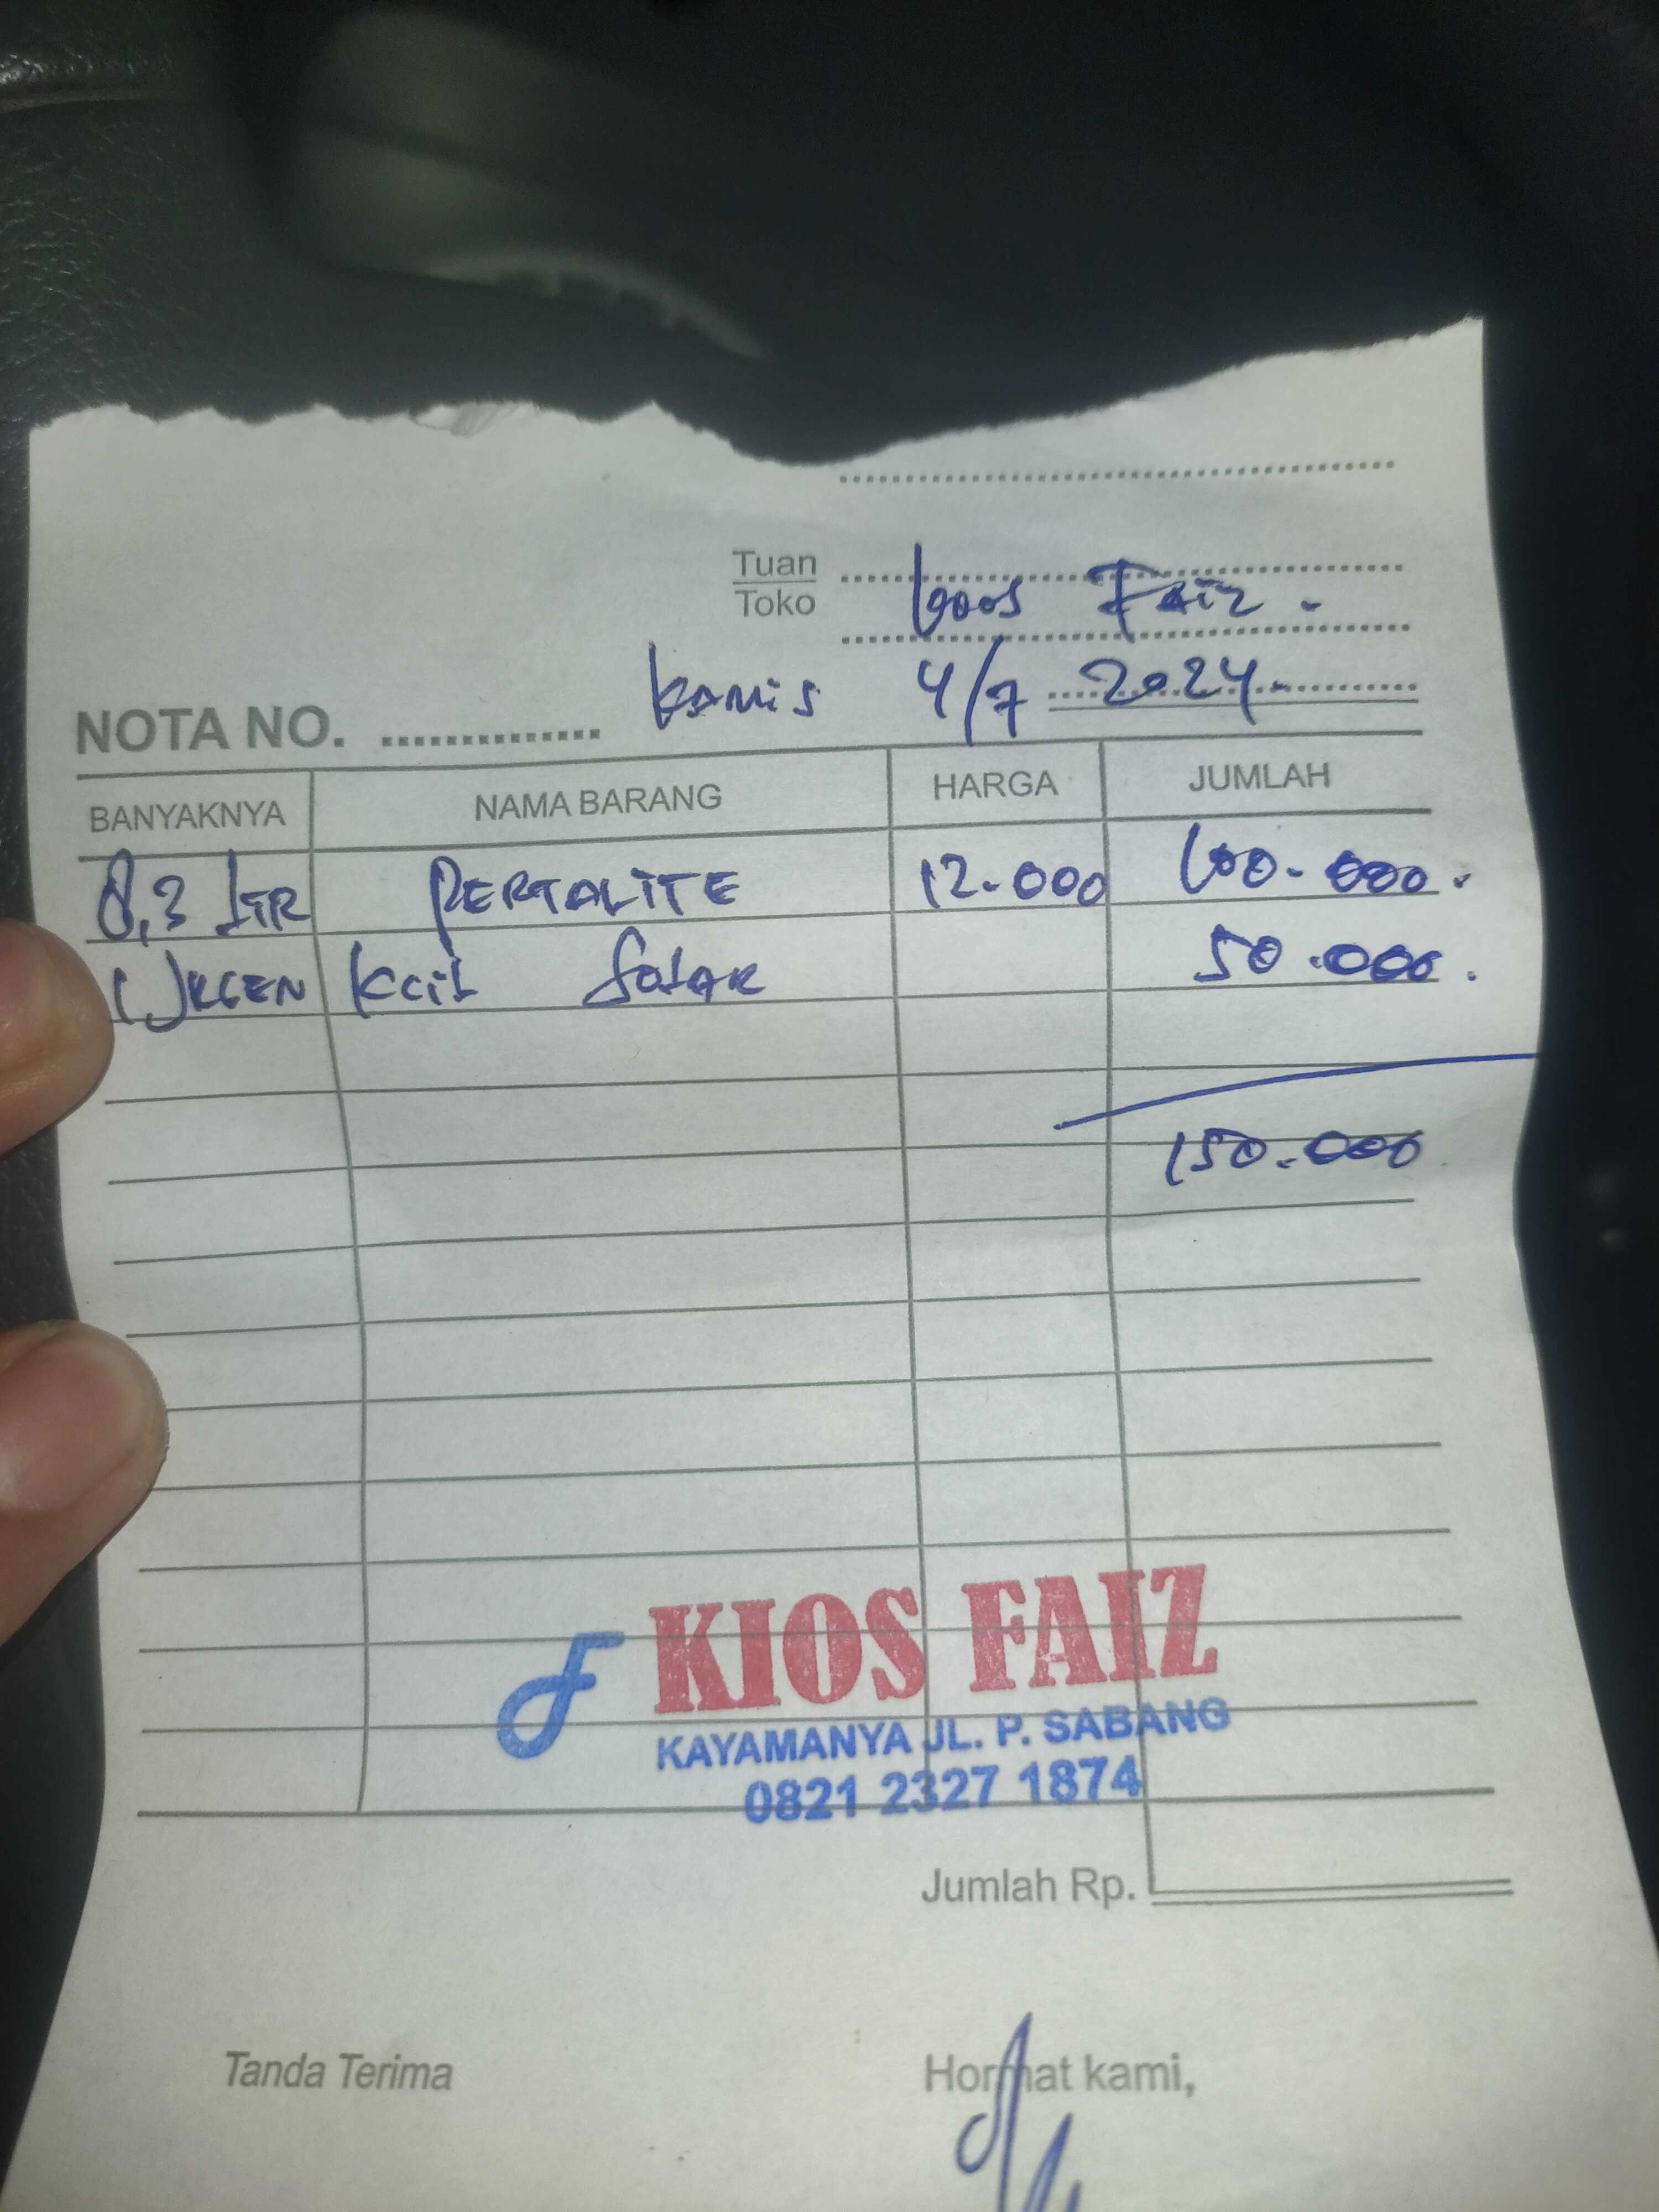 Tuan
Toko
kios Faiz.
Kamis 4/7 2024.
NOTA NO. ...............
BANYAKNYA NAMA BARANG HARGA JUMLAH
8,3 LTR PERTALITE 12.000 100.000.
1 JRGEN Kcil Solar 50.000.
150.000
KIOS FAIZ
KAYAMANYA JL. P. SABANG
0821 2327 1874
Jumlah Rp.
Tanda Terima Hormat kami,